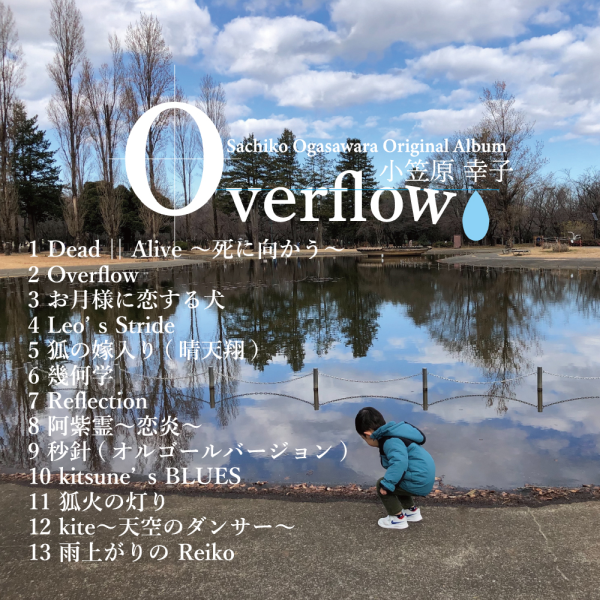 Sachiko Ogasawara Original Album
小笠原 幸子
Overflow
1 Dead || Alive ～死に向かう～
2 Overflow
3 お月様に恋する犬
4 Leo’s Stride
5 狐の嫁入り(晴天翔)
6 幾何学
7 Reflection
8 阿紫霊～恋炎～
9 秒針(オルゴールバージョン)
10 kitsune’s BLUES
11 狐火の灯り
12 kite～天空のダンサー～
13 雨上がりの Reiko